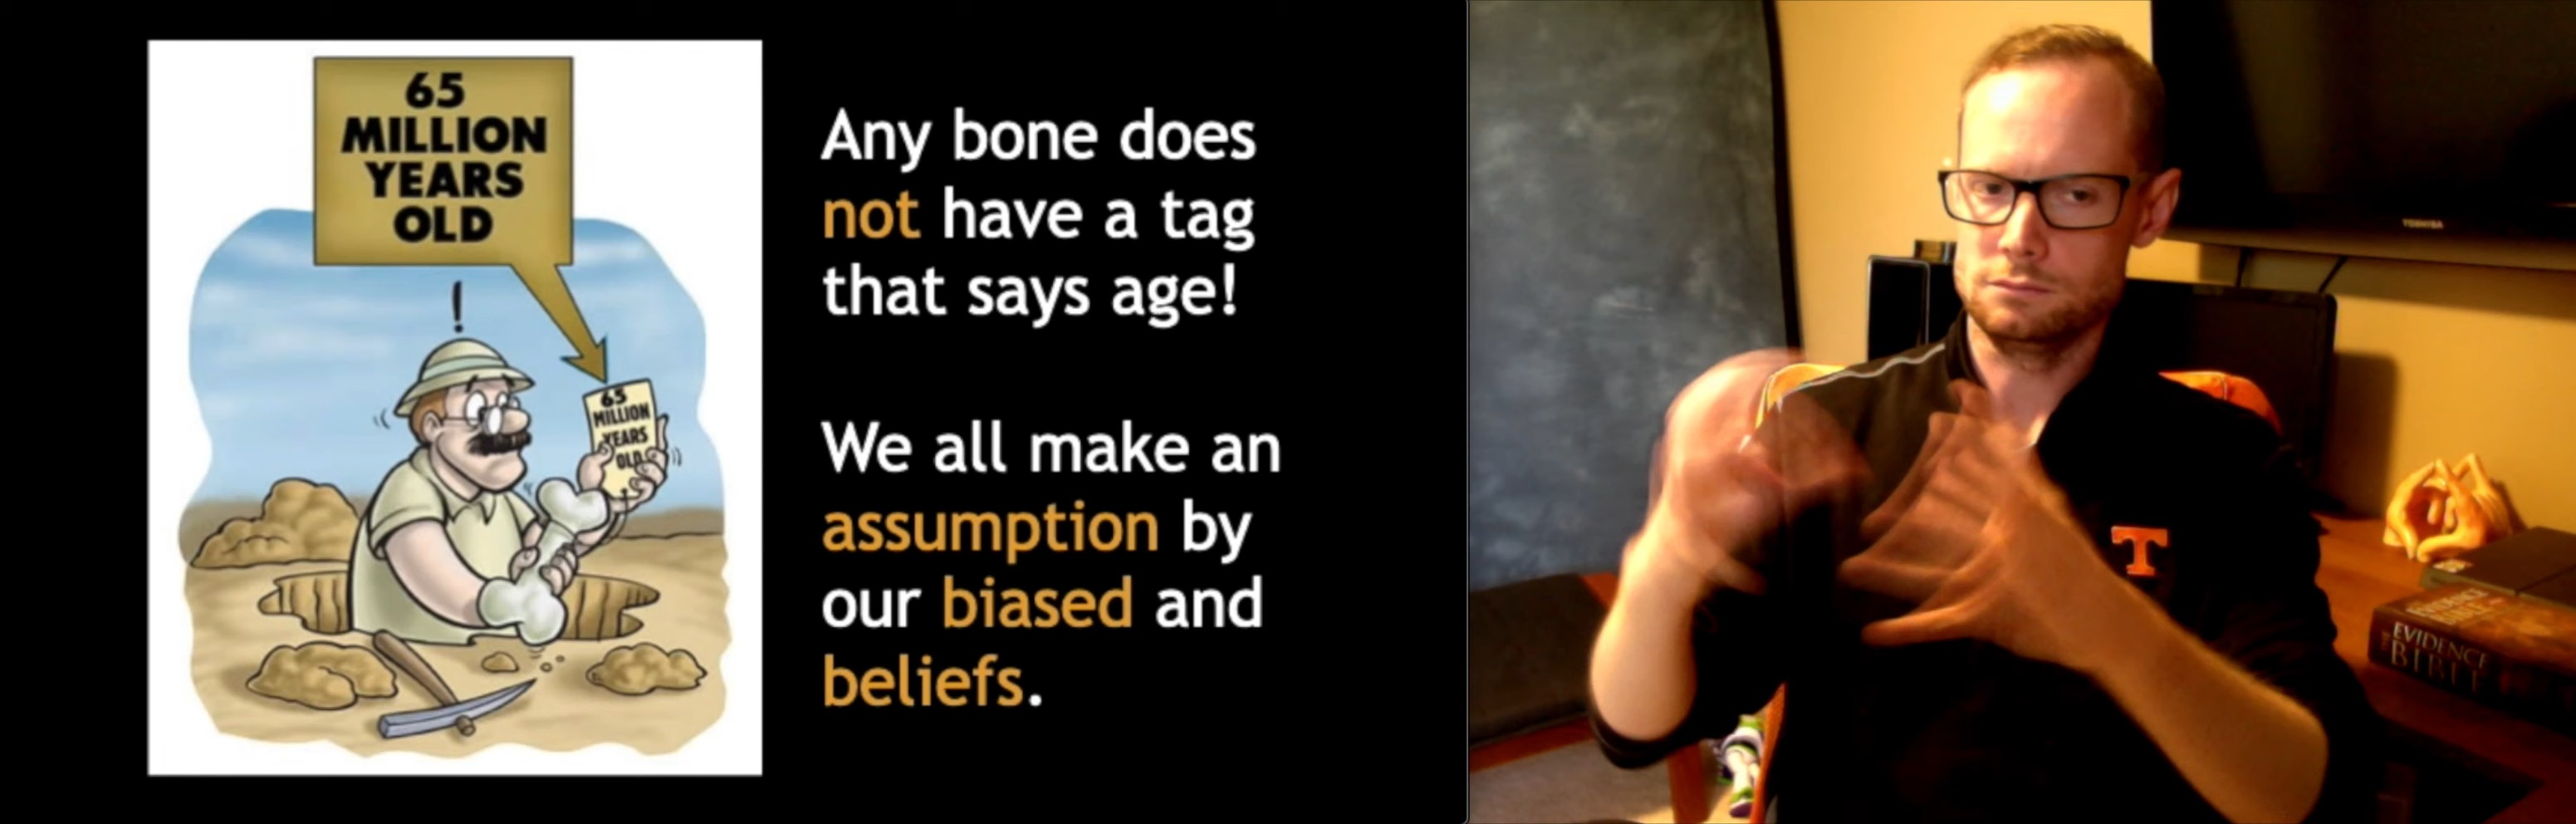 65
MILLION
YEARS
OLD
!
65
MILLION
YEARS
OLD
Any bone does
not have a tag
that says age!
We all make an
assumption by
our biased and
beliefs.
TOSHIBA
T
EVIDENCE
BIBLE